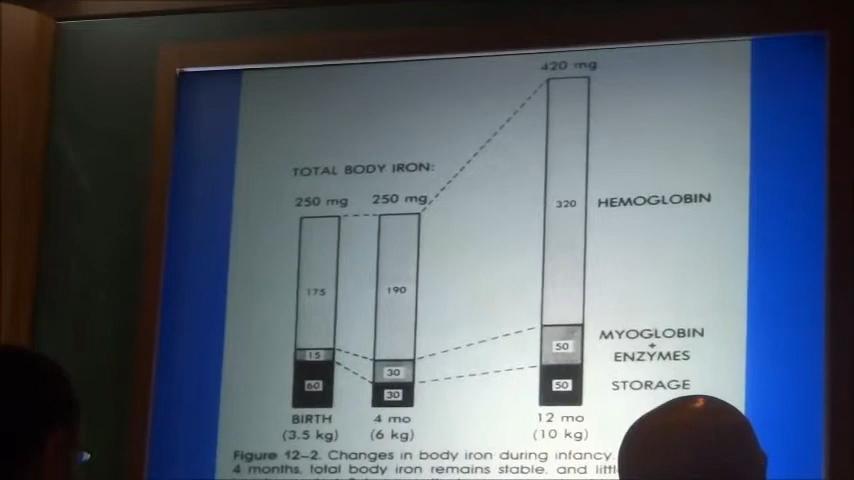 420 mg
TOTAL BODY IRON:
250 mg 250 mg
320 HEMOGLOBIN
175 190
MYOGLOBIN
+
ENZYMES
15 30 50
STORAGE
60 30 50
BIRTH 4 mo 12 mo
(3.5 kg) (6 kg) (10 kg)
Figure 12–2. Changes in body iron during infancy.
4 months, total body iron remains stable, and